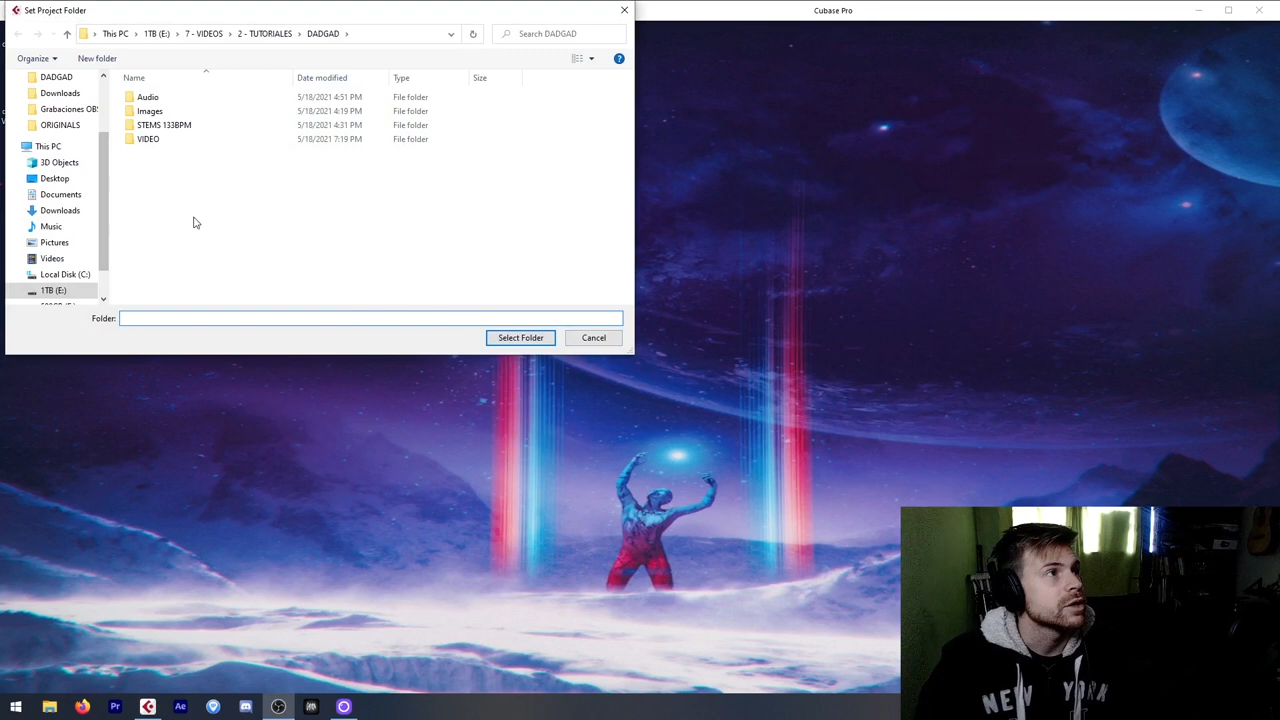 Set Project Folder
Cubase Pro
This PC
1TB (E:)
7 - VIDEOS
2 - TUTORIALES
DADGAD
Search DADGAD
Organize
New folder
Name
Date modified
Type
Size
DADGAD
Downloads
Grabaciones OBS
ORIGINALS
This PC
3D Objects
Desktop
Documents
Downloads
Music
Pictures
Videos
Local Disk (C:)
1TB (E:)
Audio 5/18/2021 4:51 PM File folder
Images 5/18/2021 4:19 PM File folder
STEMS 133BPM 5/18/2021 4:31 PM File folder
VIDEO 5/18/2021 7:19 PM File folder
Folder:
Select Folder
Cancel
Pr
Ae
NEW YORK